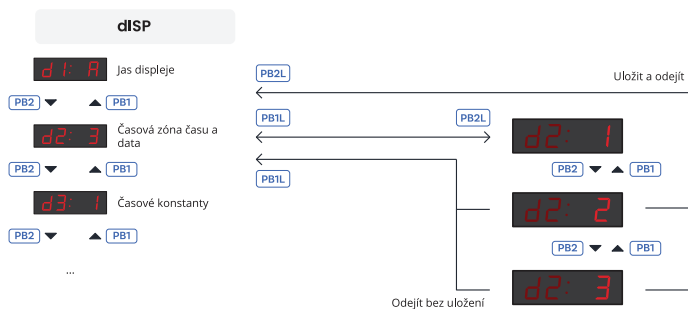 dISP
d1: A
Jas displeje
PB2L
Uložit a odejít
PB2
PB1
PB1L
PB2L
d2: 3
Časová zóna času a
data
d2: 1
PB2
PB1
PB2
PB1
PB1L
d3: 1
Časové konstanty
d2: 2
PB2
PB1
PB2
PB1
...
d2: 3
Odejít bez uložení